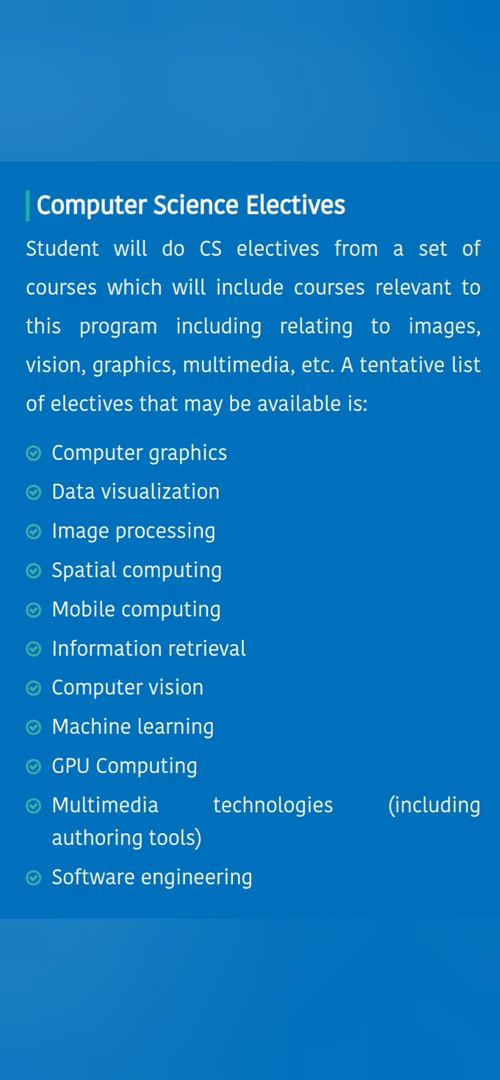 Computer Science Electives
Student will do CS electives from a set of
courses which will include courses relevant to
this program including relating to images,
vision, graphics, multimedia, etc. A tentative list
of electives that may be available is:
Computer graphics
Data visualization
Image processing
Spatial computing
Mobile computing
Information retrieval
Computer vision
Machine learning
GPU Computing
Multimedia technologies (including
authoring tools)
Software engineering